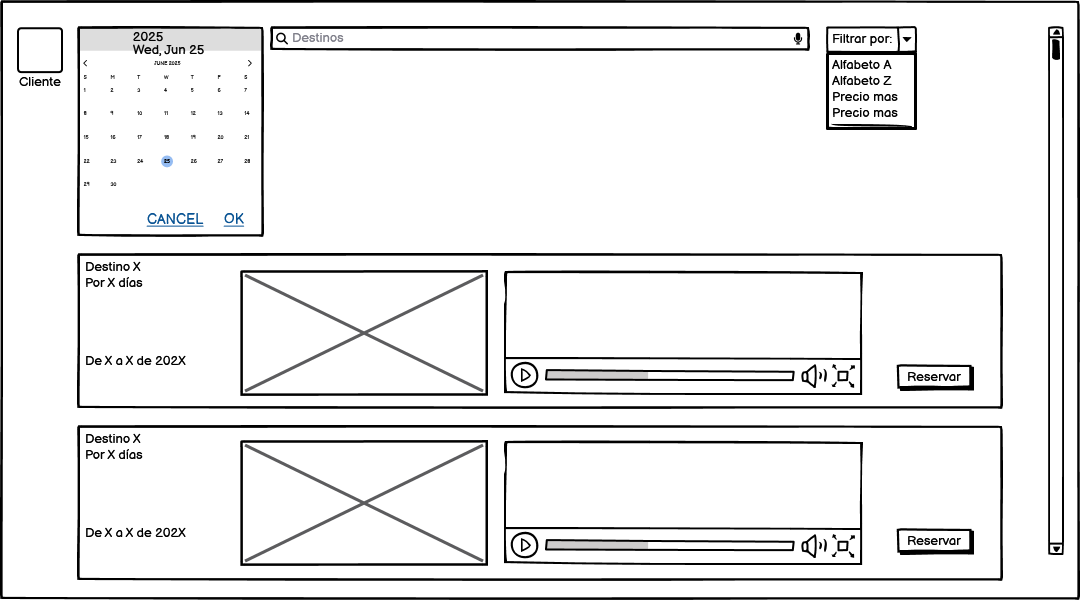 Cliente
2025
Wed, Jun 25
JUNE 2025
S M T W T F S
1 2 3 4 5 6 7
8 9 10 11 12 13 14
15 16 17 18 19 20 21
22 23 24 25 26 27 28
29 30
CANCEL OK
Destinos
Filtrar por:
Alfabeto A
Alfabeto Z
Precio mas
Precio mas
Destino X
Por X días
De X a X de 202X
Reservar
Destino X
Por X días
De X a X de 202X
Reservar